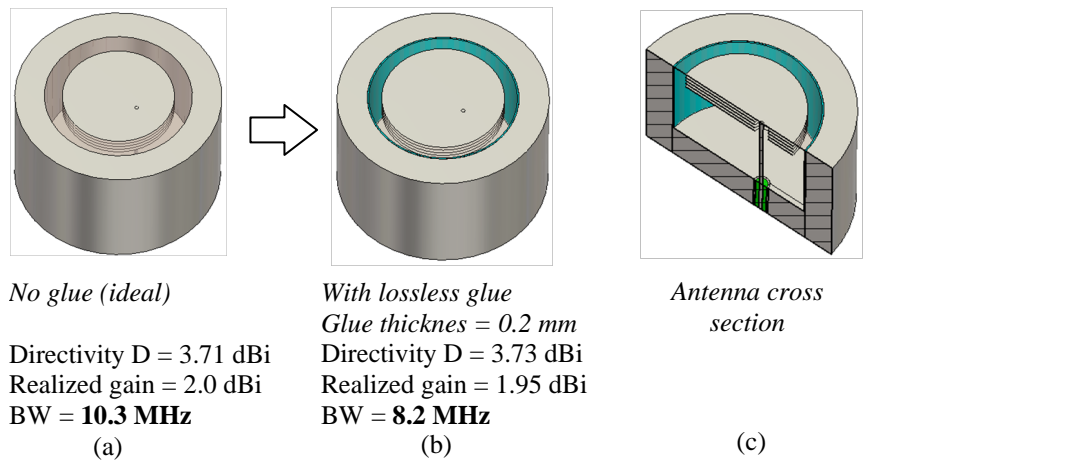 No glue (ideal)
Directivity D = 3.71 dBi
Realized gain = 2.0 dBi
BW = 10.3 MHz
(a)
With lossless glue
Glue thicknes = 0.2 mm
Directivity D = 3.73 dBi
Realized gain = 1.95 dBi
BW = 8.2 MHz
(b)
Antenna cross
section
(c)